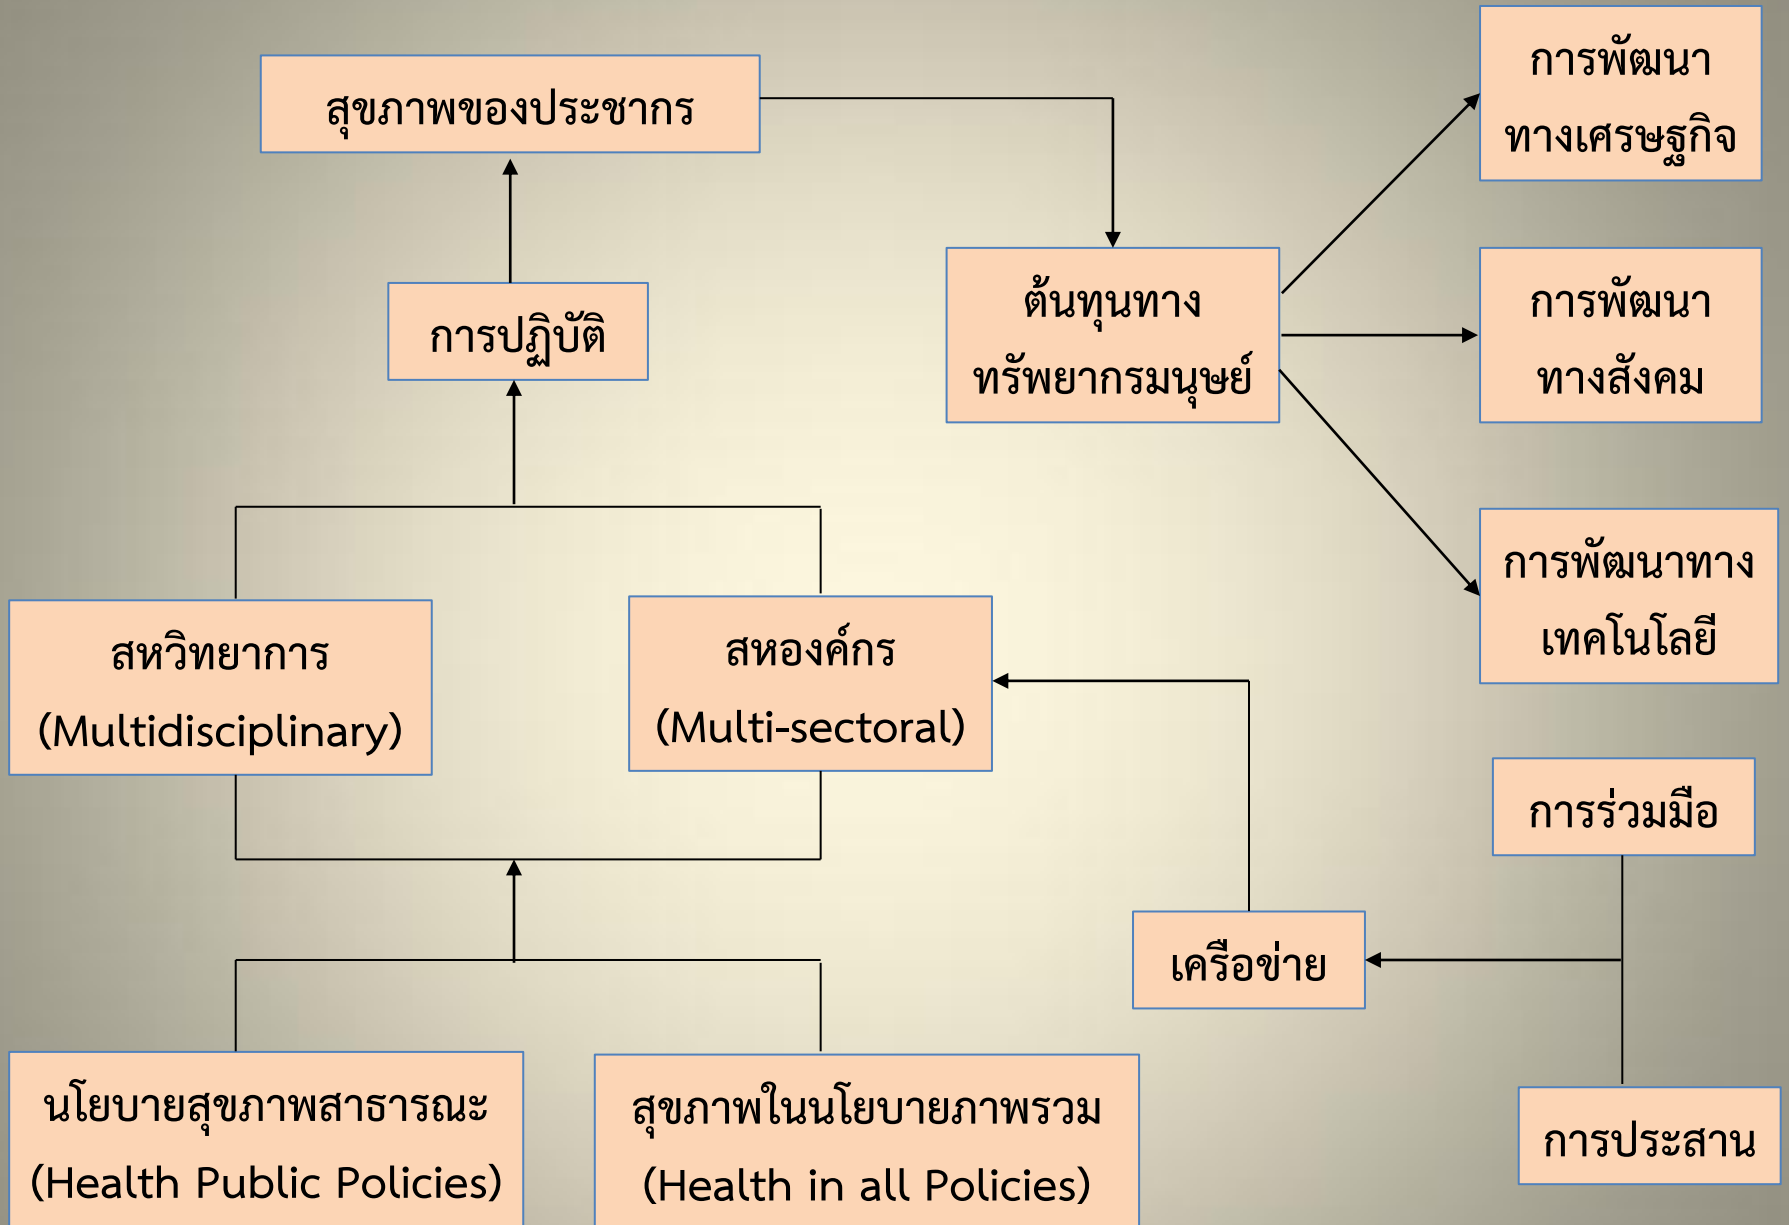 สุขภาพของประชากร
การปฏิบัติ
สหวิทยาการ
(Multidisciplinary)
สหองค์กร
(Multi-sectoral)
นโยบายสุขภาพสาธารณะ
(Health Public Policies)
สุขภาพในนโยบายภาพรวม
(Health in all Policies)
ต้นทุนทาง
ทรัพยากรมนุษย์
การพัฒนา
ทางเศรษฐกิจ
การพัฒนา
ทางสังคม
การพัฒนาทาง
เทคโนโลยี
การร่วมมือ
เครือข่าย
การประสาน